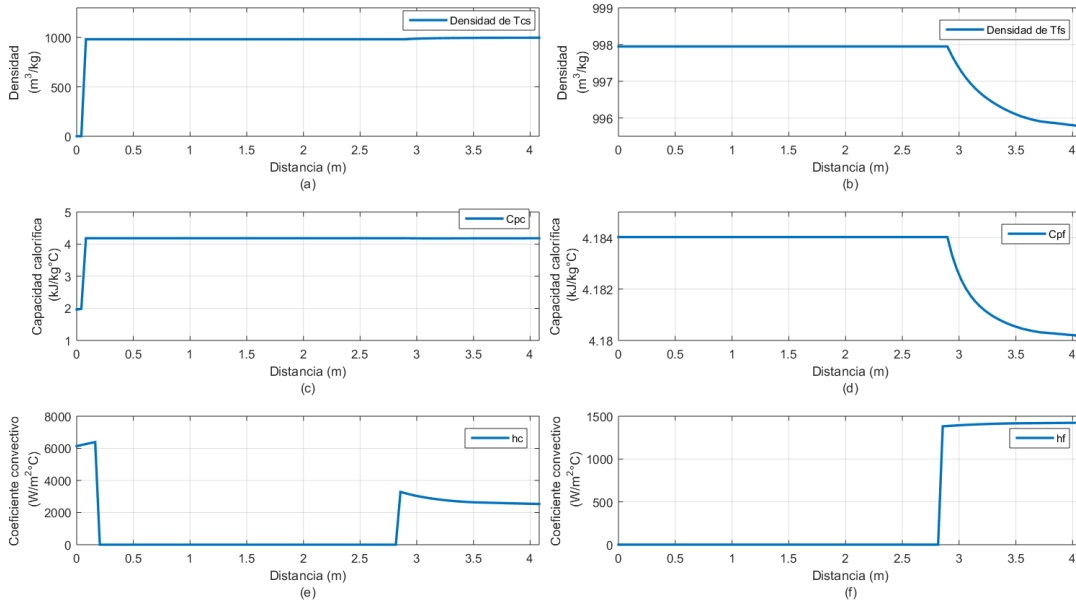 1000
500
0
Densidad
(m³/kg)
Densidad de Tcs
0 0.5 1 1.5 2 2.5 3 3.5 4
Distancia (m)
(a)
999
998
997
996
Densidad
(m³/kg)
Densidad de Tfs
0 0.5 1 1.5 2 2.5 3 3.5 4
Distancia (m)
(b)
5
4
3
2
1
Capacidad calorífica
(kJ/kg°C)
Cpc
0 0.5 1 1.5 2 2.5 3 3.5 4
Distancia (m)
(c)
4.184
4.182
4.18
Capacidad calorífica
(kJ/kg°C)
Cpf
0 0.5 1 1.5 2 2.5 3 3.5 4
Distancia (m)
(d)
8000
6000
4000
2000
0
Coeficiente convectivo
(W/m²°C)
hc
0 0.5 1 1.5 2 2.5 3 3.5 4
Distancia (m)
(e)
1500
1000
500
0
Coeficiente convectivo
(W/m²°C)
hf
0 0.5 1 1.5 2 2.5 3 3.5 4
Distancia (m)
(f)